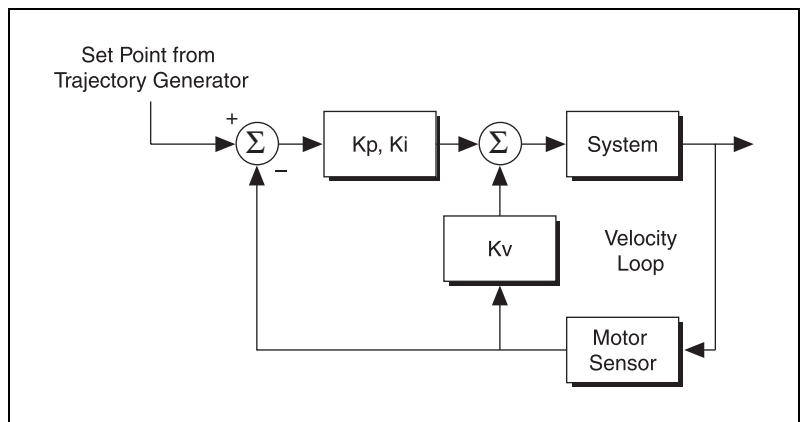 Set Point from
Trajectory Generator
+
Σ
−
Kp, Ki
Σ
System
Kv
Velocity
Loop
Motor
Sensor